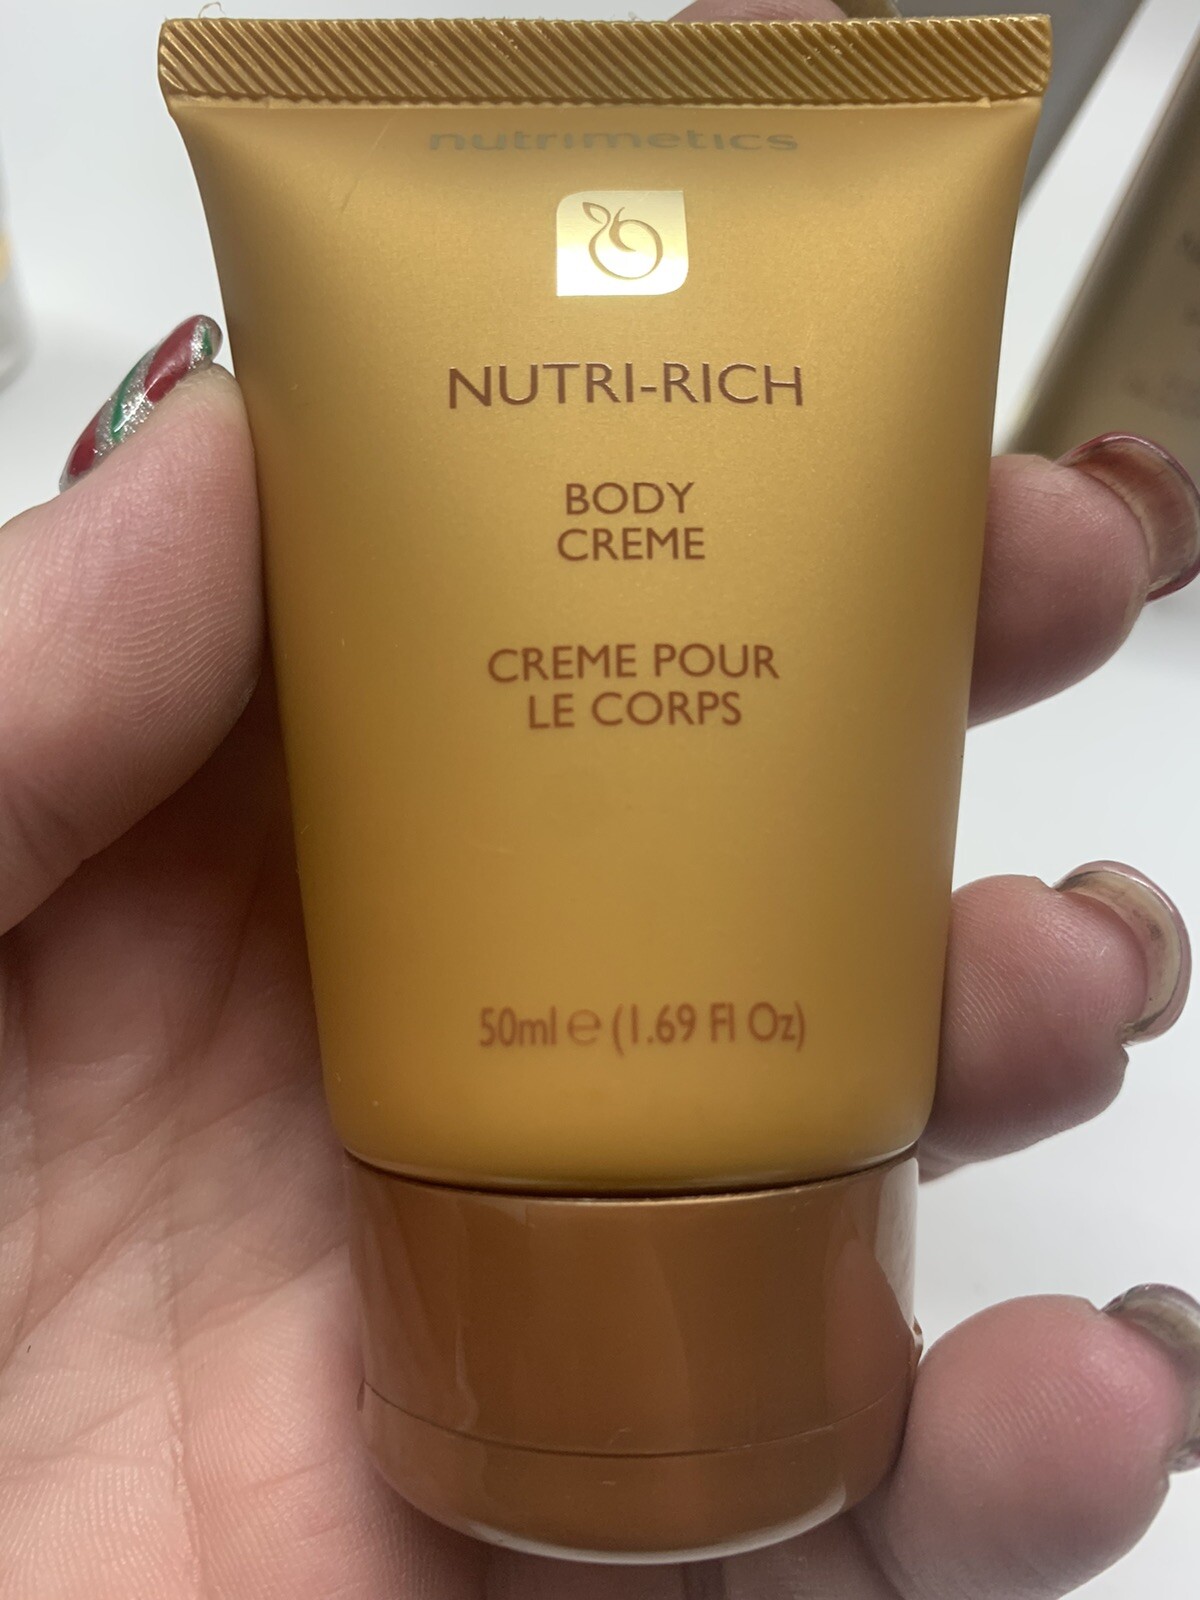 nutrimetics
NUTRI-RICH
BODY
CREME
CREME POUR
LE CORPS
50ml e (1.69 Fl Oz)